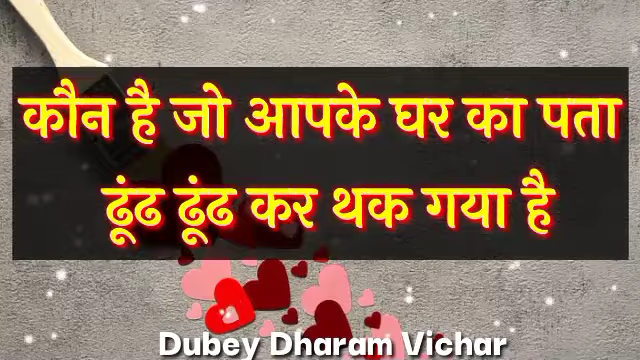 कौन है जो आपके घर का पता
ढूंढ ढूंढ कर थक गया है
Dubey Dharam Vichar